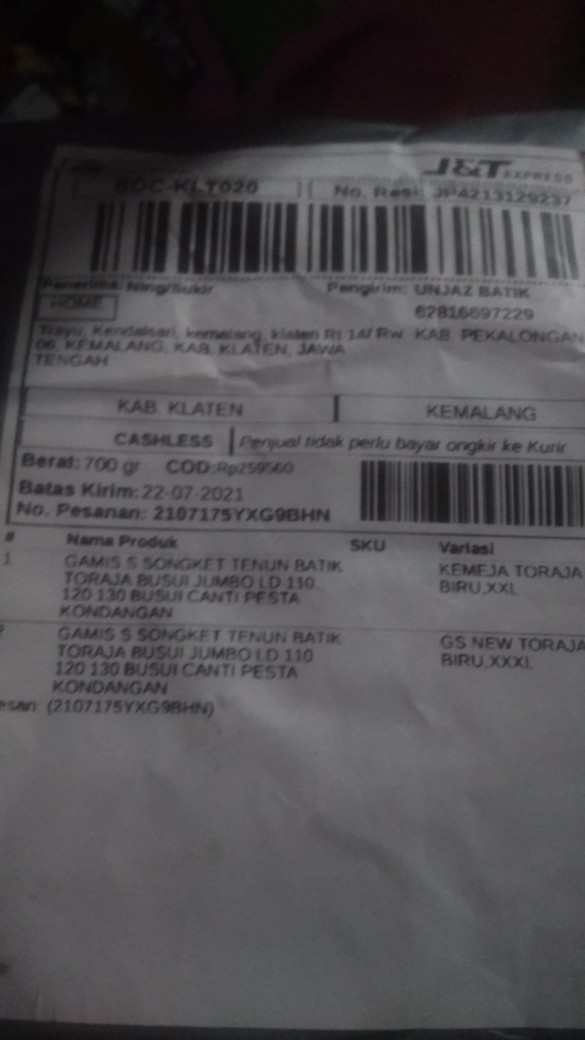 J&T EXPRESS
SOC-KLT020 No. Resi: JP4213129237
Penerima: Ning/Sukir Pengirim: UNJAZ BATIK
HOME 62816697229
Trayu, Kendalsari, kemalang, klaten Rt 14/ Rw KAB. PEKALONGAN
06, KEMALANG, KAB. KLATEN, JAWA
TENGAH
KAB. KLATEN KEMALANG
CASHLESS Penjual tidak perlu bayar ongkir ke Kurir
Berat: 700 gr COD:Rp259560
Batas Kirim: 22-07-2021
No. Pesanan: 2107175YXG9BHN
# Nama Produk SKU Variasi
1 GAMIS S SONGKET TENUN BATIK KEMEJA TORAJA
TORAJA BUSUI JUMBO LD 110 BIRU,XXL
120 130 BUSUI CANTI PESTA
KONDANGAN
GAMIS S SONGKET TENUN BATIK GS NEW TORAJA
TORAJA BUSUI JUMBO LD 110 BIRU,XXXL
120 130 BUSUI CANTI PESTA
KONDANGAN
esan: (2107175YXG9BHN)